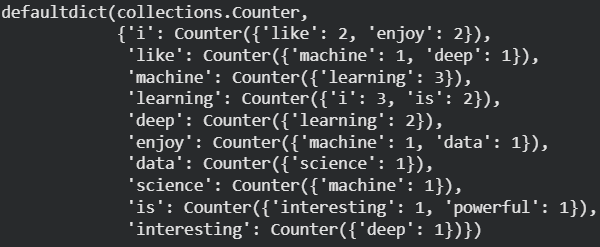 defaultdict(collections.Counter,
            {'i': Counter({'like': 2, 'enjoy': 2}),
             'like': Counter({'machine': 1, 'deep': 1}),
             'machine': Counter({'learning': 3}),
             'learning': Counter({'i': 3, 'is': 2}),
             'deep': Counter({'learning': 2}),
             'enjoy': Counter({'machine': 1, 'data': 1}),
             'data': Counter({'science': 1}),
             'science': Counter({'machine': 1}),
             'is': Counter({'interesting': 1, 'powerful': 1}),
             'interesting': Counter({'deep': 1})})